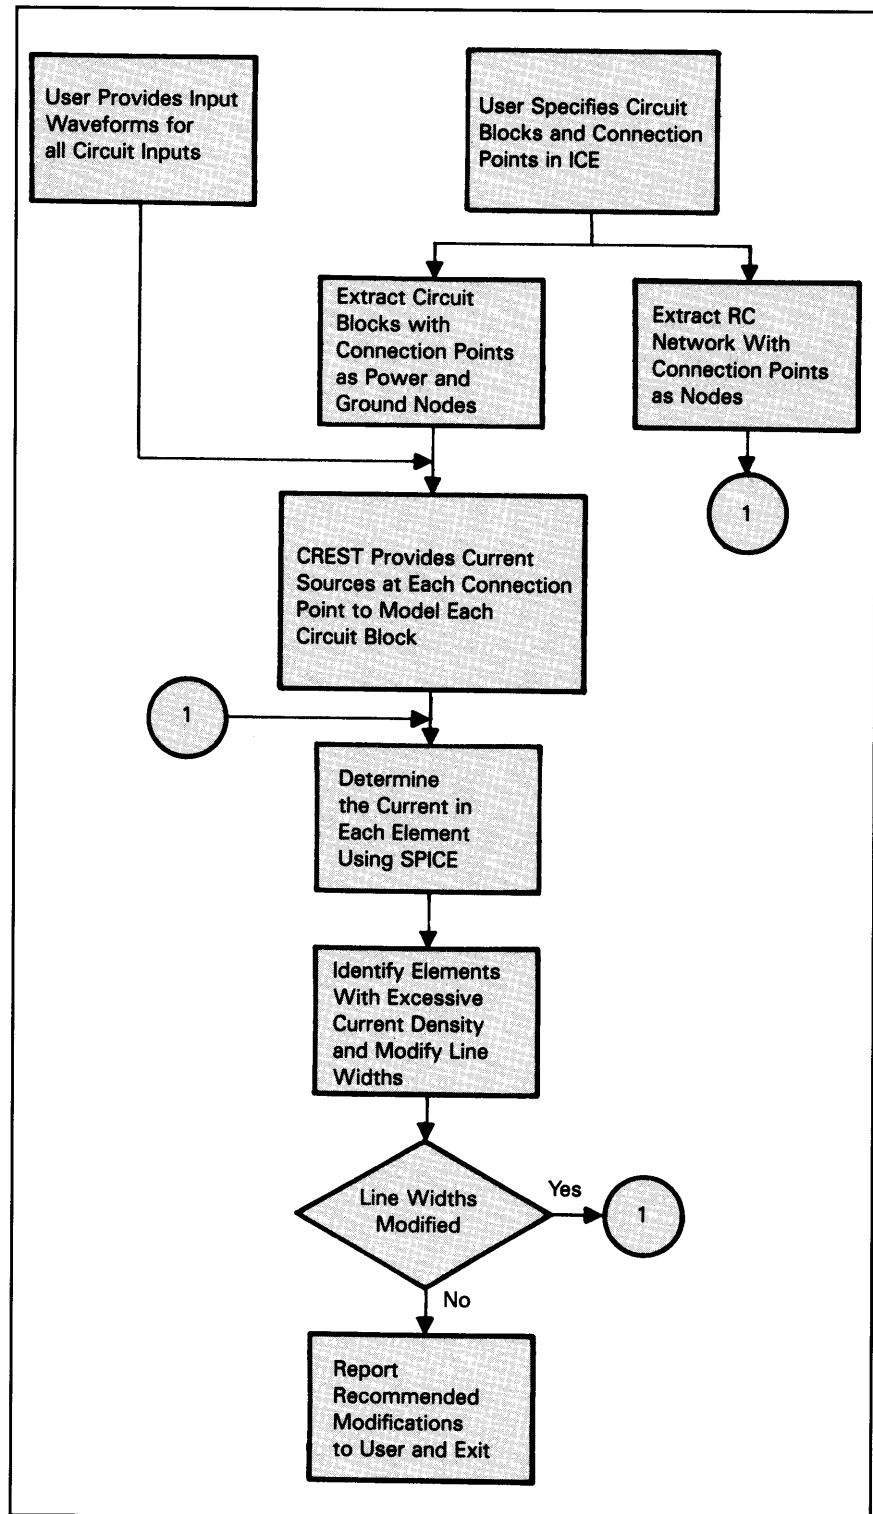 User Provides Input
Waveforms for
all Circuit Inputs
User Specifies Circuit
Blocks and Connection
Points in ICE
Extract Circuit
Blocks with
Connection Points
as Power and
Ground Nodes
Extract RC
Network With
Connection Points
as Nodes
1
CREST Provides Current
Sources at Each Connection
Point to Model Each
Circuit Block
1
Determine
the Current in
Each Element
Using SPICE
Identify Elements
With Excessive
Current Density
and Modify Line
Widths
Line Widths
Modified
Yes
1
No
Report
Recommended
Modifications
to User and Exit